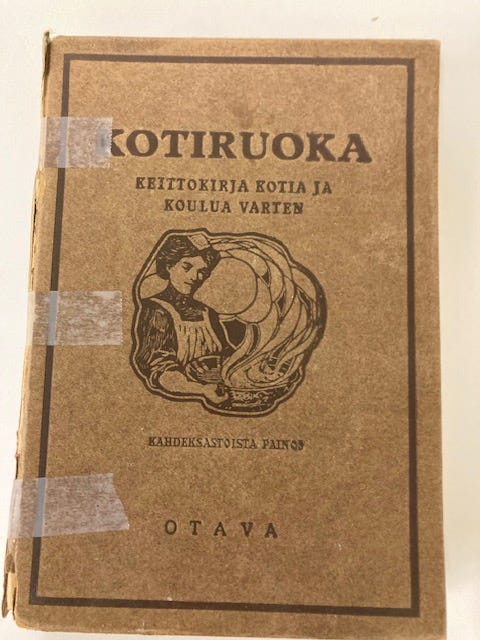 KOTIRUOKA
KEITTOKIRJA KOTIA JA
KOULUA VARTEN
KAHDEKSASTOISTA PAINOS
OTAVA